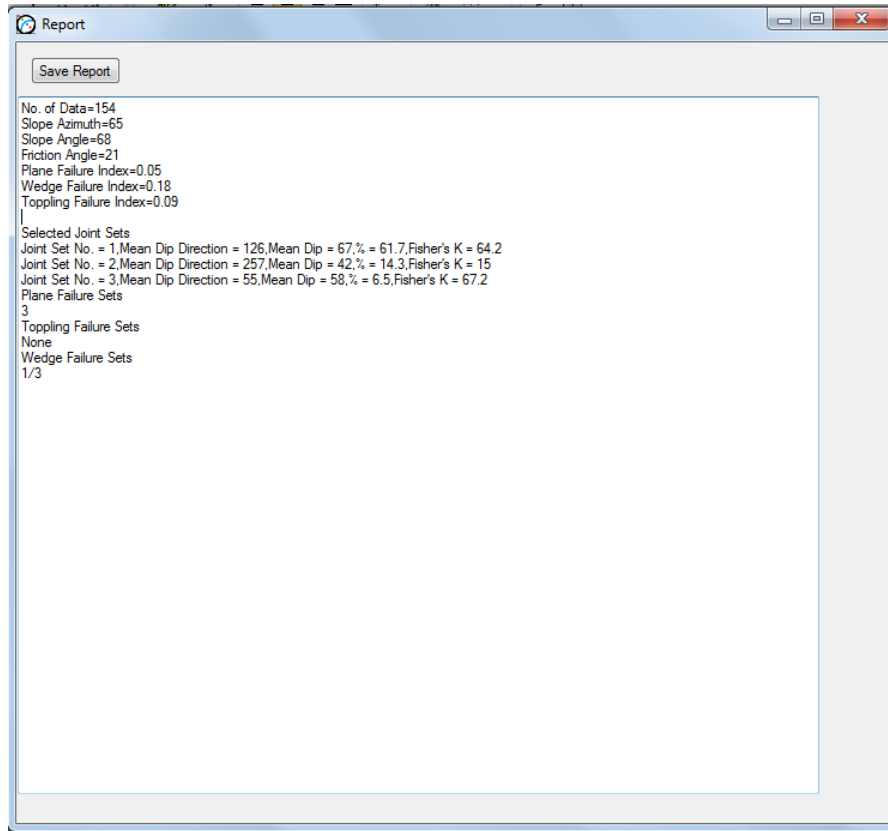 Report
Save Report
No. of Data=154
Slope Azimuth=65
Slope Angle=68
Friction Angle=21
Plane Failure Index=0.05
Wedge Failure Index=0.18
Toppling Failure Index=0.09
Selected Joint Sets
Joint Set No. = 1,Mean Dip Direction = 126,Mean Dip = 67,% = 61.7,Fisher's K = 64.2
Joint Set No. = 2,Mean Dip Direction = 257,Mean Dip = 42,% = 14.3,Fisher's K = 15
Joint Set No. = 3,Mean Dip Direction = 55,Mean Dip = 58,% = 6.5,Fisher's K = 67.2
Plane Failure Sets
3
Toppling Failure Sets
None
Wedge Failure Sets
1/3